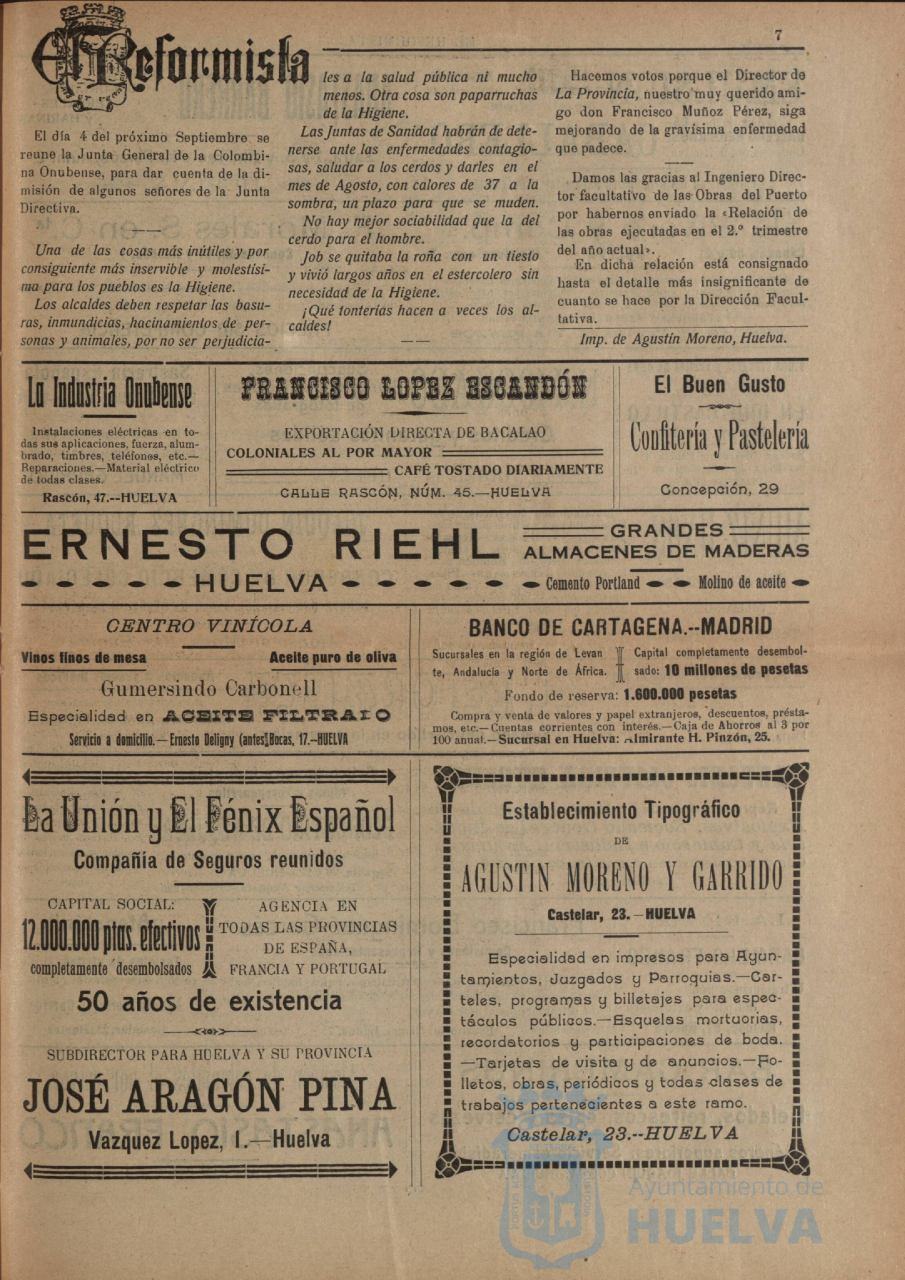 7
El Reformista
El día 4 del próximo Septiembre se
reune la Junta General de la Colombi-
na Onubense, para dar cuenta de la di-
misión de algunos señores de la Junta
Directiva.
Una de las cosas más inútiles y por
consiguiente más inservible y molestísi-
ma para los pueblos es la Higiene.
Los alcaldes deben respetar las basu-
ras, inmundicias, hacinamientos de per-
sonas y animales, por no ser perjudicia-
les a la salud pública ni mucho
menos. Otra cosa son paparruchas
de la Higiene.
Las Juntas de Sanidad habrán de dete-
nerse ante las enfermedades contagio-
sas, saludar a los cerdos y darles en el
mes de Agosto, con calores de 37 a la
sombra, un plazo para que se muden.
No hay mejor sociabilidad que la del
cerdo para el hombre.
Job se quitaba la roña con un tiesto
y vivió largos años en el estercolero sin
necesidad de la Higiene.
¡Qué tonterías hacen a veces los al-
caldes!
Hacemos votos porque el Director de
La Provincia, nuestro muy querido ami-
go don Francisco Muñoz Pérez, siga
mejorando de la gravísima enfermedad
que padece.
Damos las gracias al Ingeniero Direc-
tor facultativo de las Obras del Puerto
por habernos enviado la «Relación de
las obras ejecutadas en el 2.º trimestre
del año actual».
En dicha relación está consignado
hasta el detalle más insignificante de
cuanto se hace por la Dirección Facul-
tativa.
Imp. de Agustín Moreno, Huelva.
La Industria Onubense
Instalaciones eléctricas en to-
das sus aplicaciones, fuerza, alum-
brado, timbres, teléfonos, etc.—
Reparaciones.—Material eléctrico
de todas clases.
Rascón, 47.--HUELVA
FRANCISCO LOPEZ ESCANDÓN
EXPORTACIÓN DIRECTA DE BACALAO
COLONIALES AL POR MAYOR
CAFÉ TOSTADO DIARIAMENTE
CALLE RASCÓN, NÚM. 45.—HUELVA
El Buen Gusto
Confitería y Pastelería
Concepción, 29
ERNESTO RIEHL
HUELVA
GRANDES
ALMACENES DE MADERAS
Cemento Portland
Molino de aceite
CENTRO VINÍCOLA
Vinos finos de mesa
Aceite puro de oliva
Gumersindo Carbonell
Especialidad en ACEITE FILTRADO
Servicio a domicilio.—Ernesto Deligny (antes Bocas, 17.--HUELVA
BANCO DE CARTAGENA.--MADRID
Sucursales en la región de Levan
te, Andalucia y Norte de África.
Capital completamente desembol-
sado: 10 millones de pesetas
Fondo de reserva: 1.600.000 pesetas
Compra y venta de valores y papel extranjeros, descuentos, présta-
mos, etc.—Cuentas corrientes con interés.—Caja de Ahorros al 3 por
100 anual.—Sucursal en Huelva: Almirante H. Pinzón, 25.
La Unión y El Fénix Español
Compañía de Seguros reunidos
CAPITAL SOCIAL:
12.000.000 ptas. efectivos
completamente desembolsados
AGENCIA EN
TODAS LAS PROVINCIAS
DE ESPAÑA,
FRANCIA Y PORTUGAL
50 años de existencia
SUBDIRECTOR PARA HUELVA Y SU PROVINCIA
JOSÉ ARAGÓN PINA
Vazquez Lopez, 1.—Huelva
Establecimiento Tipográfico
DE
AGUSTIN MORENO Y GARRIDO
Castelar, 23.—HUELVA
Especialidad en impresos para Ayun-
tamientos, Juzgados y Parroquias.—Car-
teles, programas y billetajes para espec-
táculos públicos.—Esquelas mortuorias,
recordatorios y participaciones de boda.
—Tarjetas de visita y de anuncios.—Fo-
lletos, obras, periódicos y todas clases de
trabajos pertenecientes a este ramo.
Castelar, 23.--HUELVA
Ayuntamiento de
HUELVA